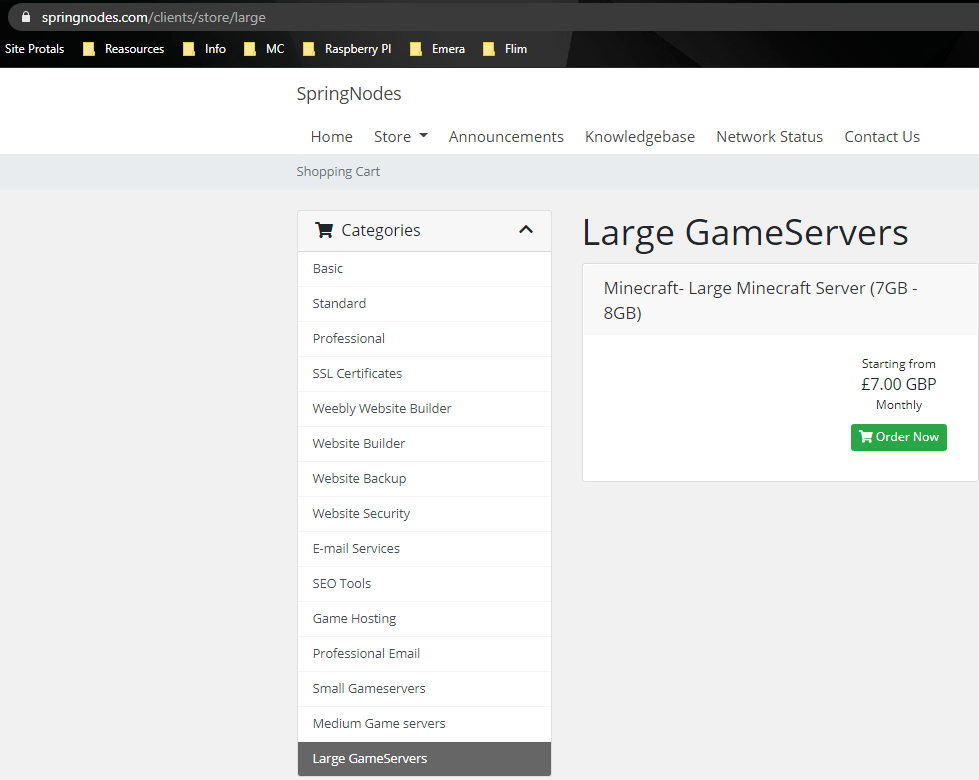 springnodes.com/clients/store/large
Site Protals Reasources Info MC Raspberry PI Emera Flim
SpringNodes
Home Store Announcements Knowledgebase Network Status Contact Us
Shopping Cart
Categories
Basic
Standard
Professional
SSL Certificates
Weebly Website Builder
Website Builder
Website Backup
Website Security
E-mail Services
SEO Tools
Game Hosting
Professional Email
Small Gameservers
Medium Game servers
Large GameServers
Large GameServers
Minecraft- Large Minecraft Server (7GB -
8GB)
Starting from
£7.00 GBP
Monthly
Order Now